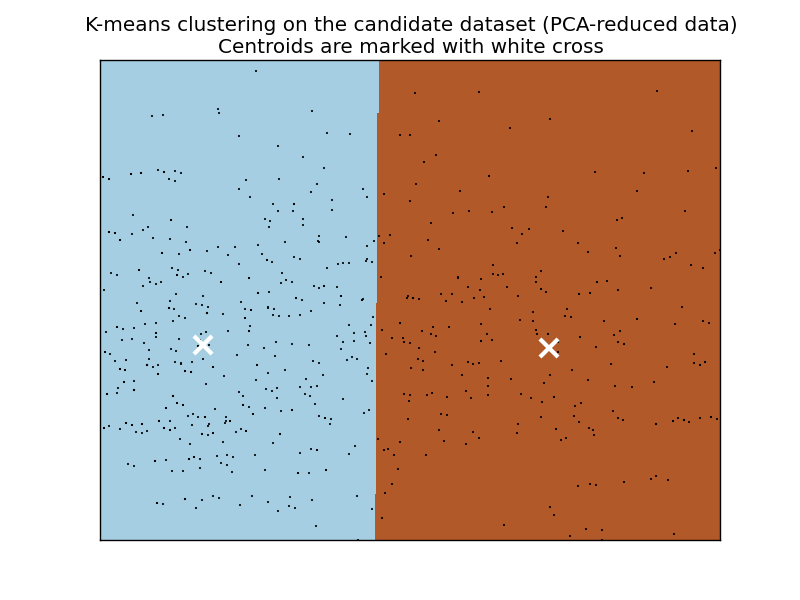 K-means clustering on the candidate dataset (PCA-reduced data)
Centroids are marked with white cross